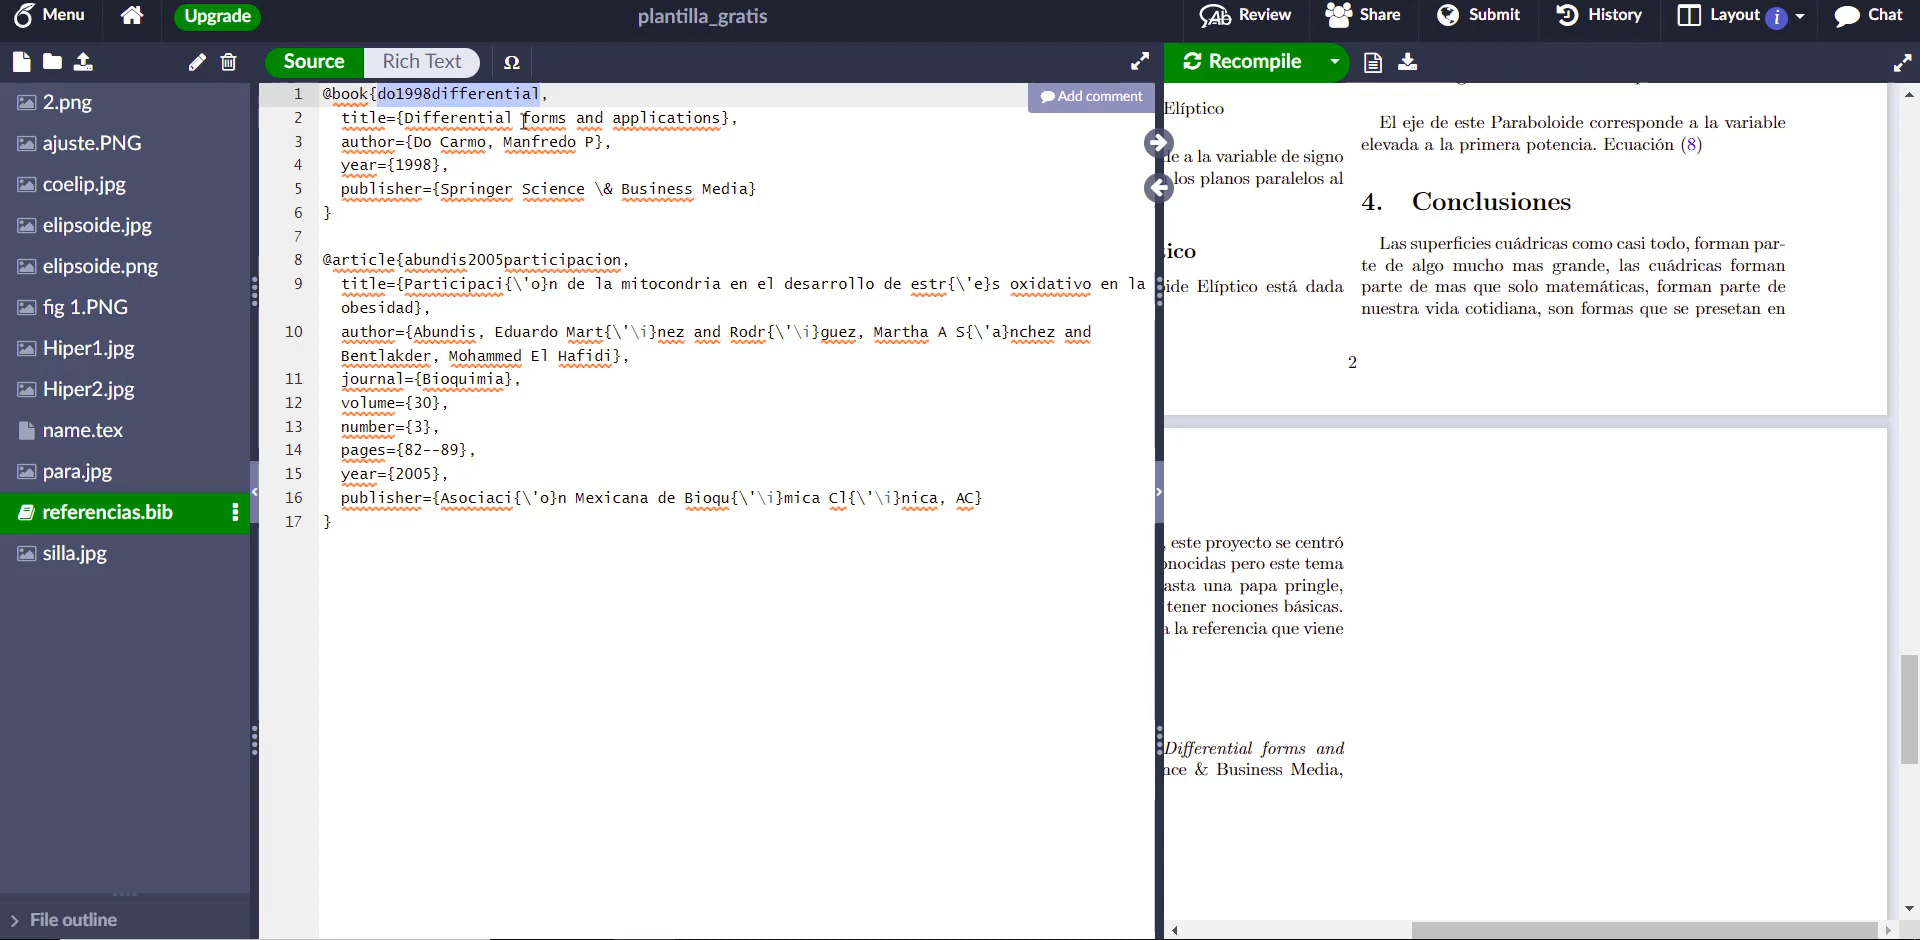 Menu
Upgrade
plantilla_gratis
Review
Share
Submit
History
Layout
i
Chat
Source
Rich Text
Ω
Recompile
2.png
ajuste.PNG
coelip.jpg
elipsoide.jpg
elipsoide.png
fig 1.PNG
Hiper1.jpg
Hiper2.jpg
name.tex
para.jpg
referencias.bib
silla.jpg
File outline
1 @book{do1998differential,
Add comment
2 title={Differential forms and applications},
3 author={Do Carmo, Manfredo P},
4 year={1998},
5 publisher={Springer Science \& Business Media}
6 }
7
8 @article{abundis2005participacion,
9 title={Participaci{\'o}n de la mitocondria en el desarrollo de estr{\'e}s oxidativo en la
obesidad},
10 author={Abundis, Eduardo Mart{\'\i}nez and Rodr{\'\i}guez, Martha A S{\'a}nchez and
Bentlakder, Mohammed El Hafidi},
11 journal={Bioquimia},
12 volume={30},
13 number={3},
14 pages={82--89},
15 year={2005},
16 publisher={Asociaci{\'o}n Mexicana de Bioqu{\'\i}mica Cl{\'\i}nica, AC}
17 }
Elíptico
le a la variable de signo
los planos paralelos al
ico
ide Elíptico está dada
El eje de este Paraboloide corresponde a la variable
elevada a la primera potencia. Ecuación (8)
4. Conclusiones
Las superficies cuádricas como casi todo, forman par-
te de algo mucho mas grande, las cuádricas forman
parte de mas que solo matemáticas, forman parte de
nuestra vida cotidiana, son formas que se presetan en
2
, este proyecto se centró
onocidas pero este tema
asta una papa pringle,
tener nociones básicas.
a la referencia que viene
Differential forms and
nce & Business Media,